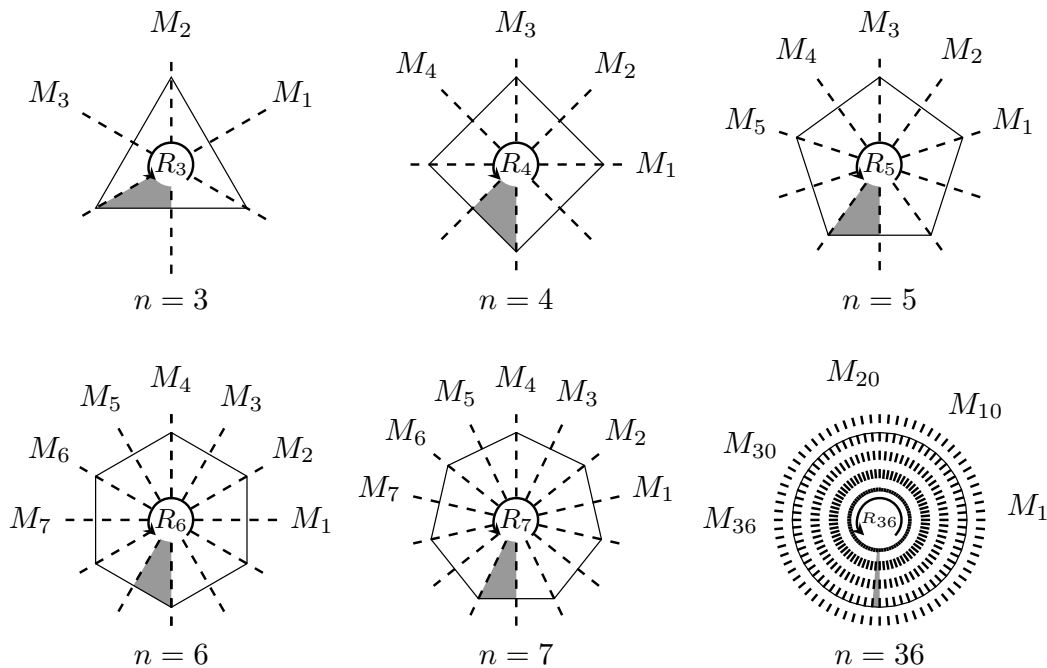 M₂
M₃ M₁
R₃
n = 3
M₃
M₄ M₂
R₄ M₁
n = 4
M₃
M₄ M₂
M₅ M₁
R₅
n = 5
M₄
M₅ M₃
M₆ M₂
M₇ R₆ M₁
n = 6
M₄
M₅ M₃
M₆ M₂
M₇ M₁
R₇
n = 7
M₂₀
M₁₀
M₃₀
M₃₆ R₃₆ M₁
n = 36